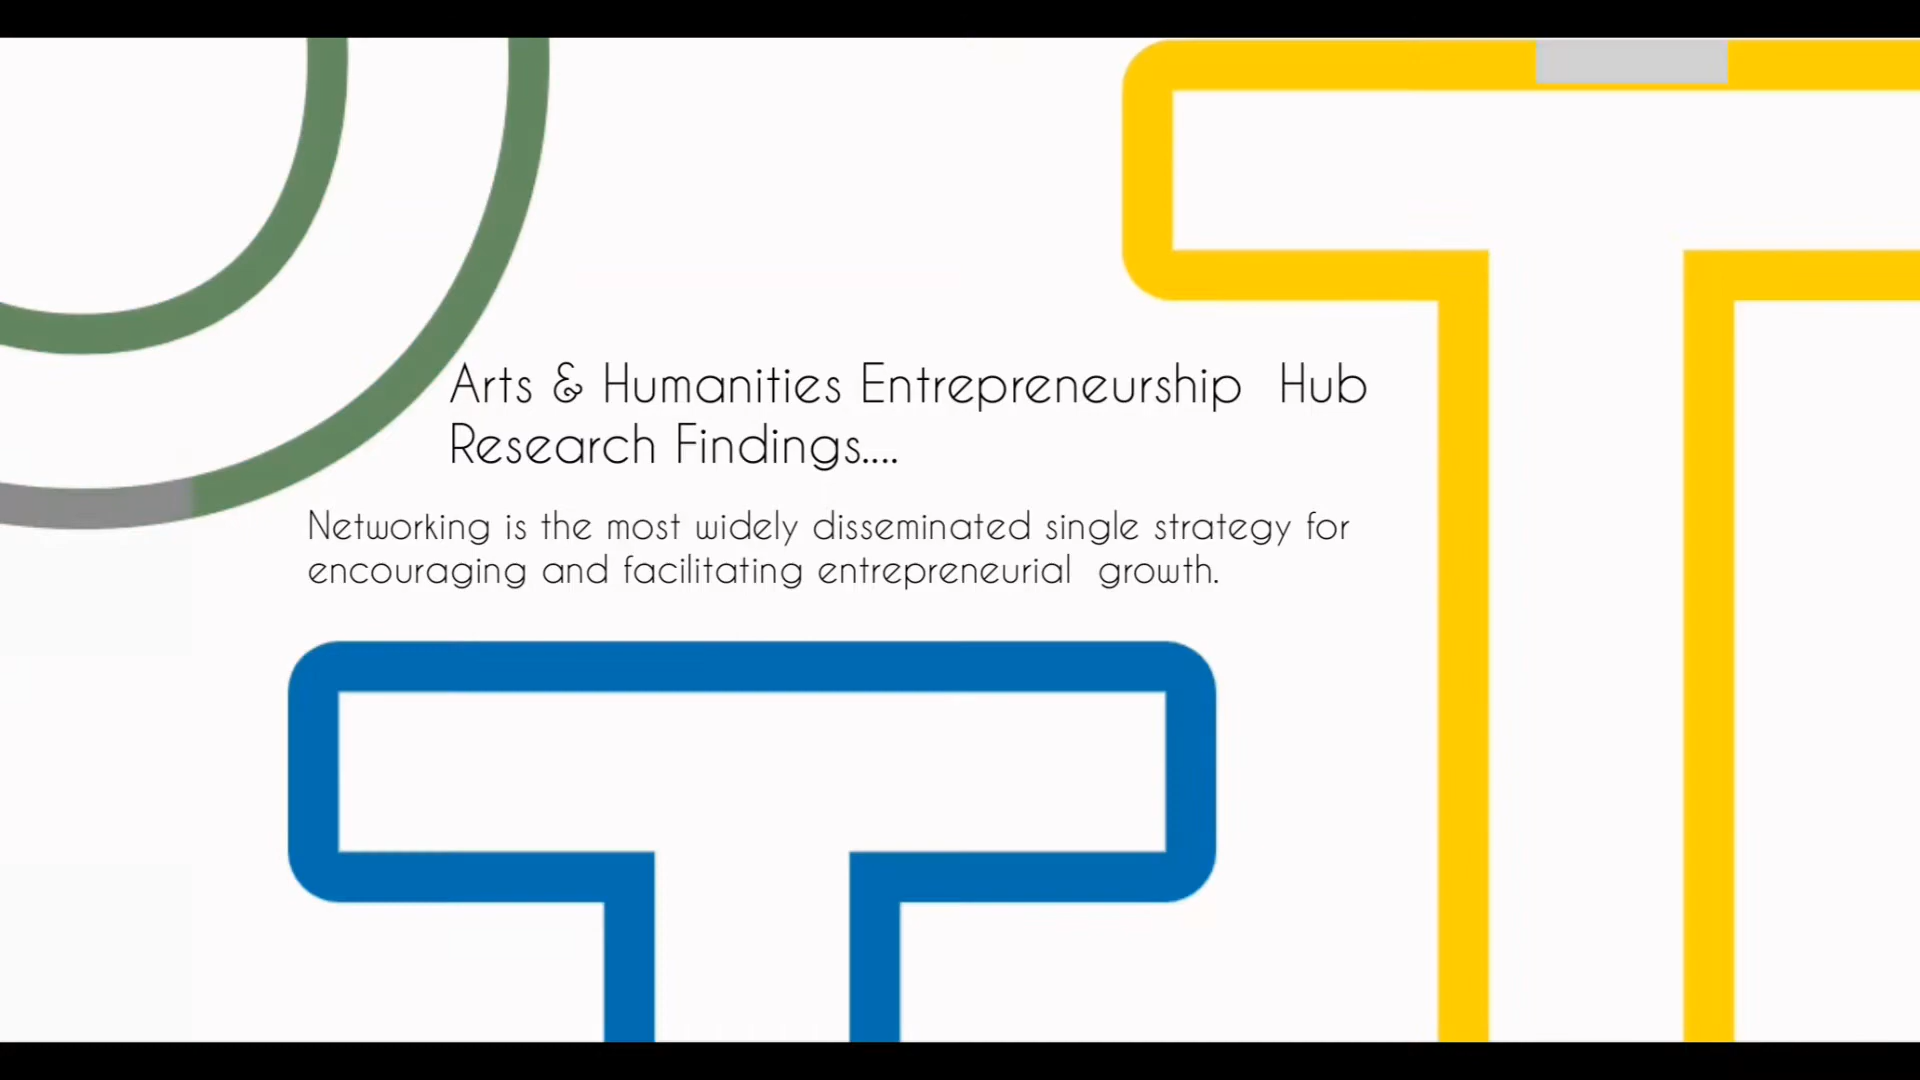 Arts & Humanities Entrepreneurship Hub
Research Findings....
Networking is the most widely disseminated single strategy for
encouraging and facilitating entrepreneurial growth.